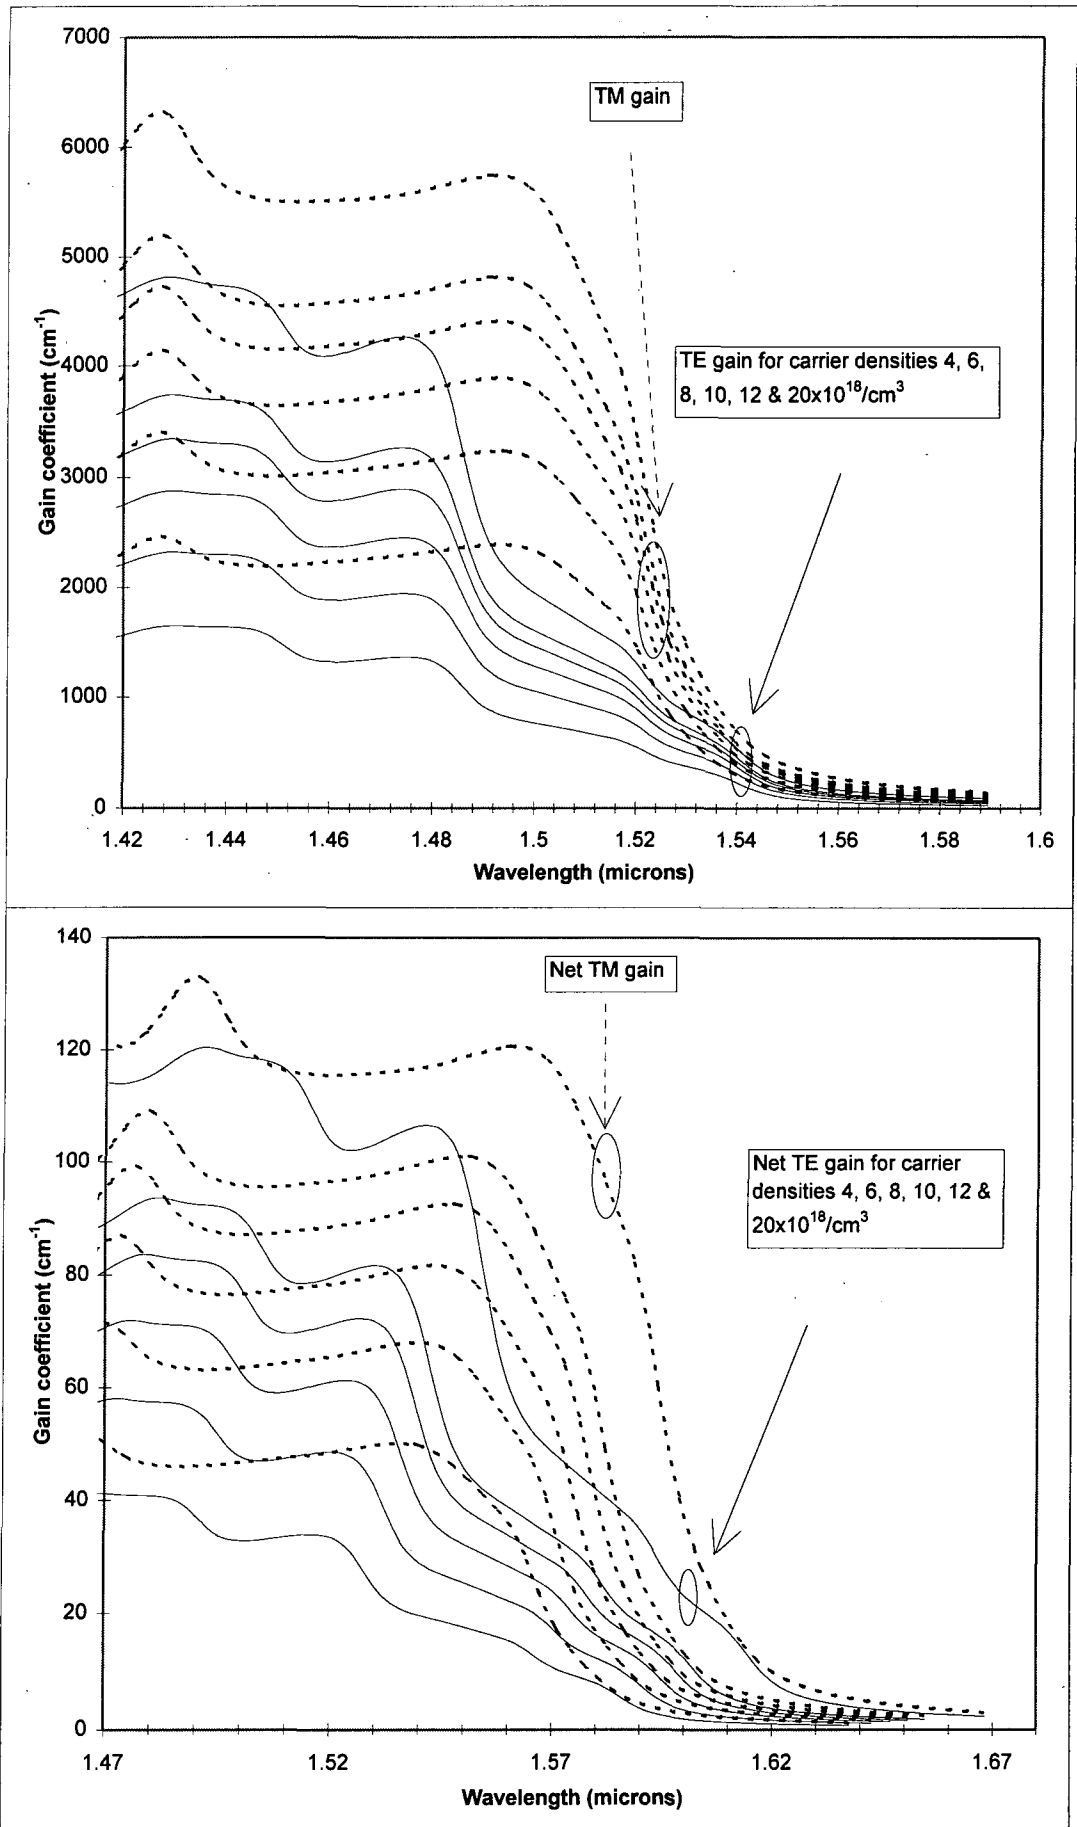 7000
6000
5000
4000
3000
2000
1000
0
Gain coefficient (cm⁻¹)
TM gain
TE gain for carrier densities 4, 6,
8, 10, 12 & 20x10¹⁸/cm³
1.42 1.44 1.46 1.48 1.5 1.52 1.54 1.56 1.58 1.6
Wavelength (microns)
140
120
100
80
60
40
20
0
Gain coefficient (cm⁻¹)
Net TM gain
Net TE gain for carrier
densities 4, 6, 8, 10, 12 &
20x10¹⁸/cm³
1.47 1.52 1.57 1.62 1.67
Wavelength (microns)